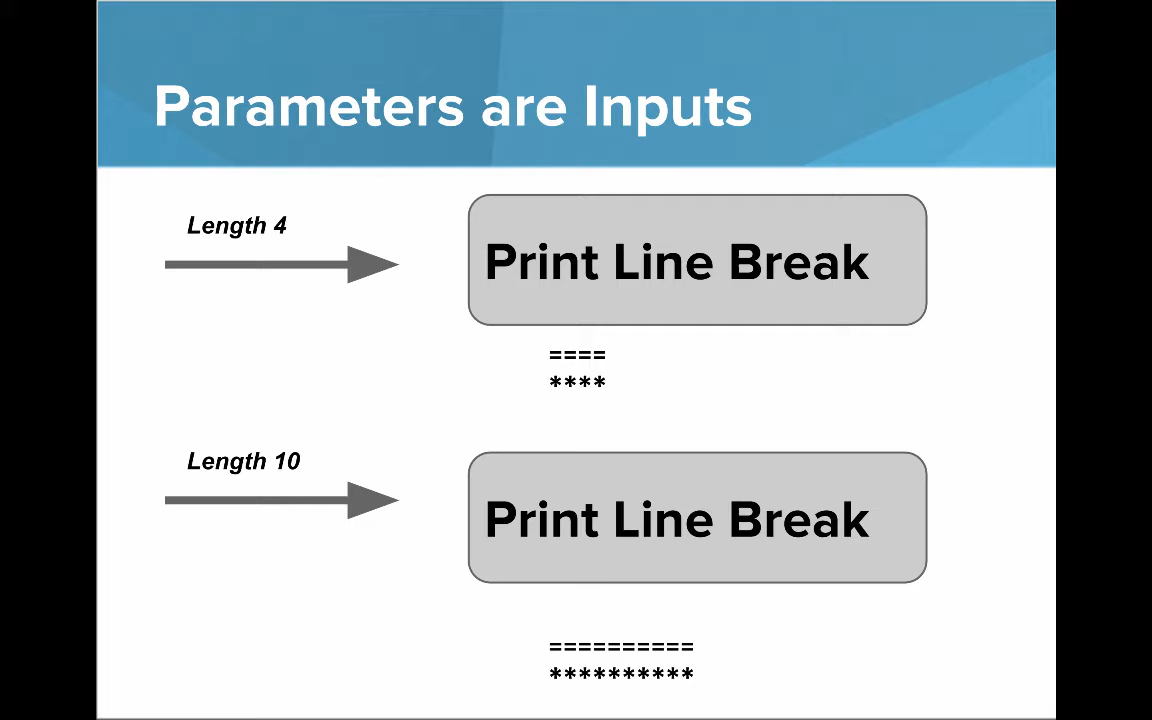 Parameters are Inputs
Length 4
Print Line Break
====
****
Length 10
Print Line Break
==========
**********